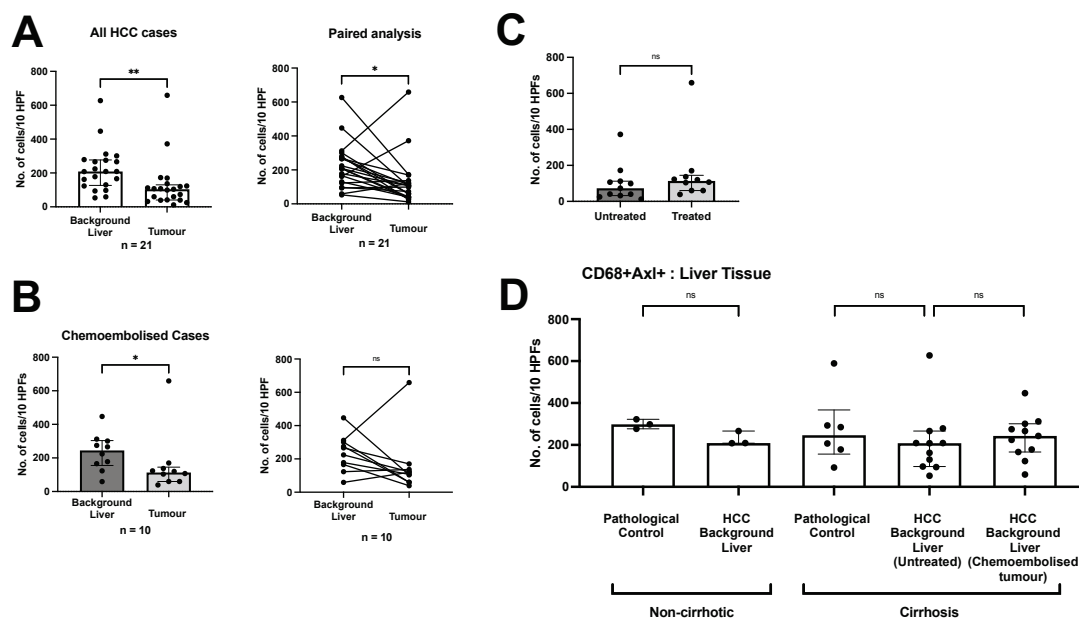 A
All HCC cases
**
800
600
400
200
0
No. of cells/10 HPF
Background
Liver
Tumour
n = 21
Paired analysis
*
800
600
400
200
0
No. of cells/10 HPF
Background
Liver
Tumour
n = 21
C
ns
800
600
400
200
0
No. of cells/10 HPFs
Untreated
Treated
B
Chemoembolised Cases
*
800
600
400
200
0
No. of cells/10 HPFs
Background
Liver
Tumour
n = 10
ns
800
600
400
200
0
No. of cells/10 HPF
Background
Liver
Tumour
n = 10
D
CD68+Axl+ : Liver Tissue
ns
ns
ns
800
600
400
200
0
No. of cells/10 HPFs
Pathological
Control
HCC
Background
Liver
Pathological
Control
HCC
Background
Liver
(Untreated)
HCC
Background
Liver
(Chemoembolised
tumour)
Non-cirrhotic
Cirrhosis